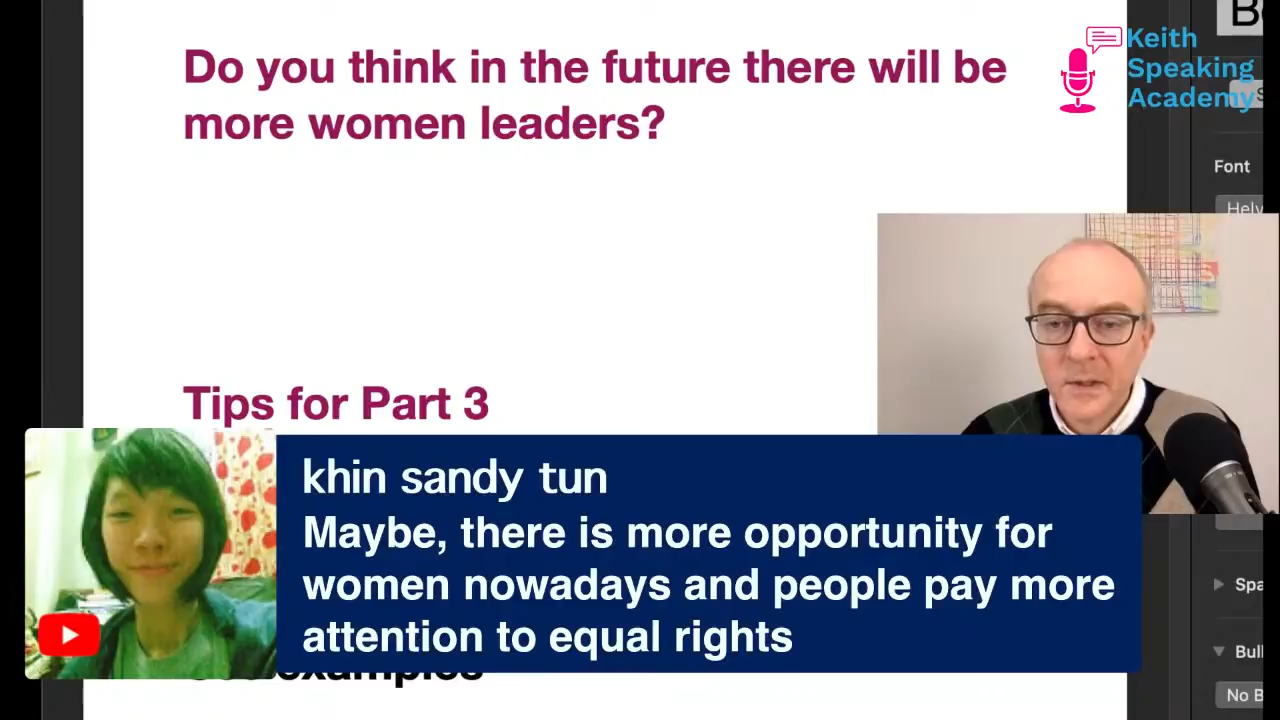 Do you think in the future there will be
more women leaders?
Keith
Speaking
Academy
Font
Tips for Part 3
khin sandy tun
Maybe, there is more opportunity for
women nowadays and people pay more
attention to equal rights
examples
No B